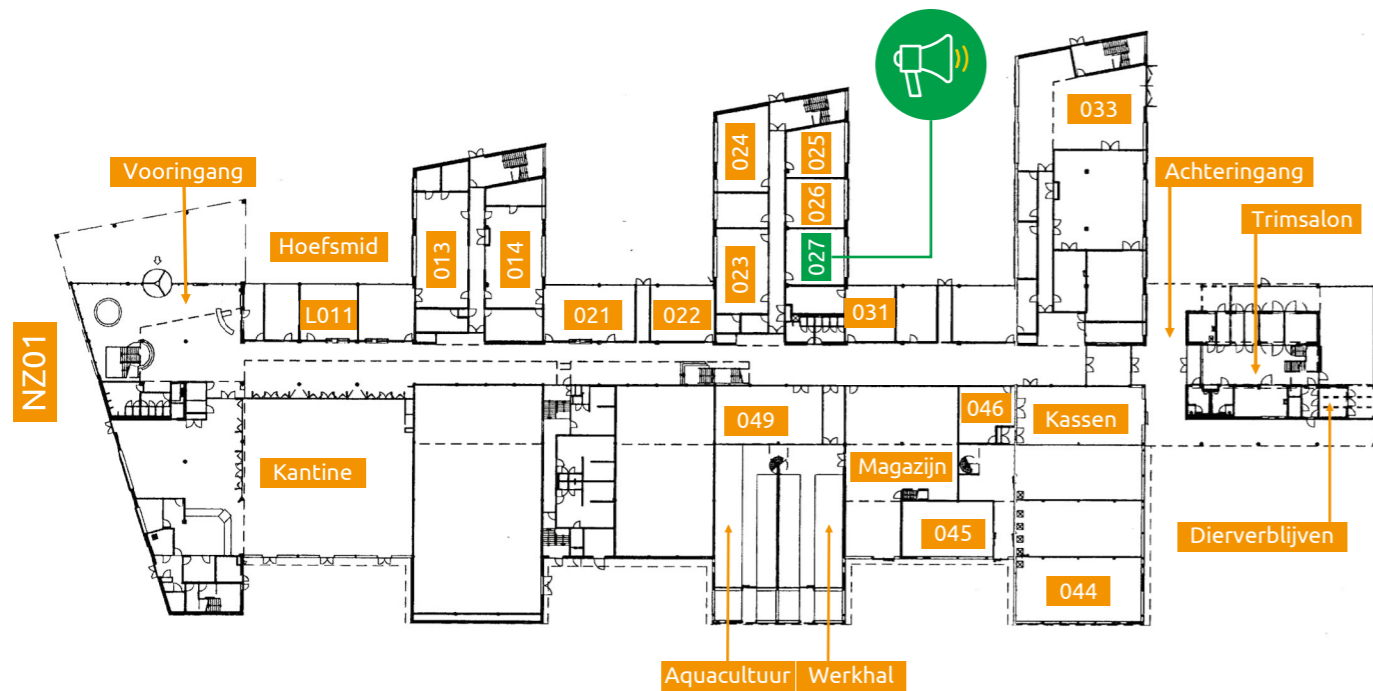 033
024
025
Vooringang
Achteringang
026
Trimsalon
Hoefsmid
013
014
023
027
L011
021
022
031
NZ01
049
046
Kassen
Kantine
Magazijn
045
Dierverblijven
044
Aquacultuur
Werkhal